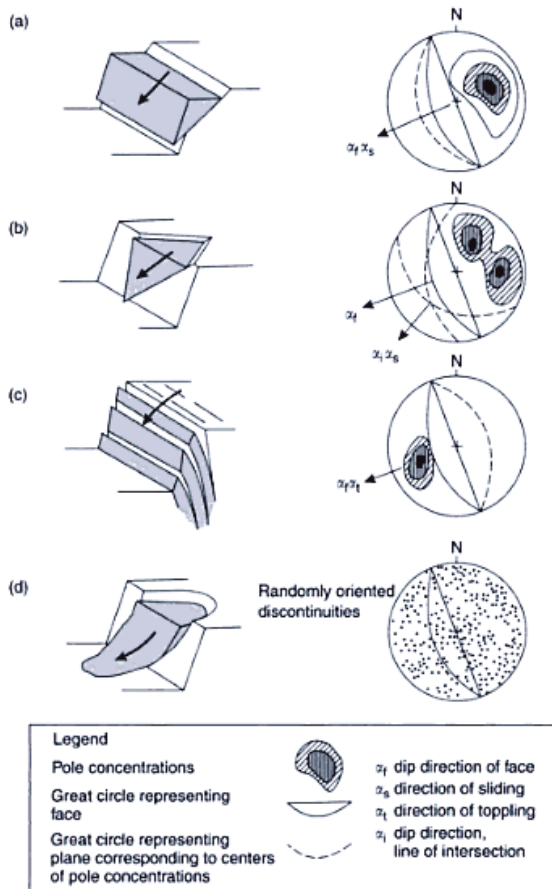 (a)
N
αf αs
(b)
N
αf
αi αs
(c)
N
αf αt
(d)
N
Randomly oriented
discontinuities
Legend
Pole concentrations
Great circle representing
face
Great circle representing
plane corresponding to centers
of pole concentrations
αf dip direction of face
αs direction of sliding
αt direction of toppling
αi dip direction,
line of intersection